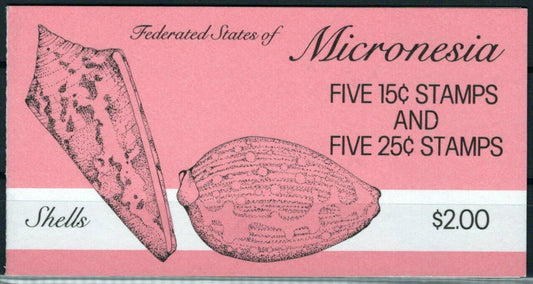 Federated States of Micronesia
FIVE 15¢ STAMPS
AND
FIVE 25¢ STAMPS
Shells $2.00